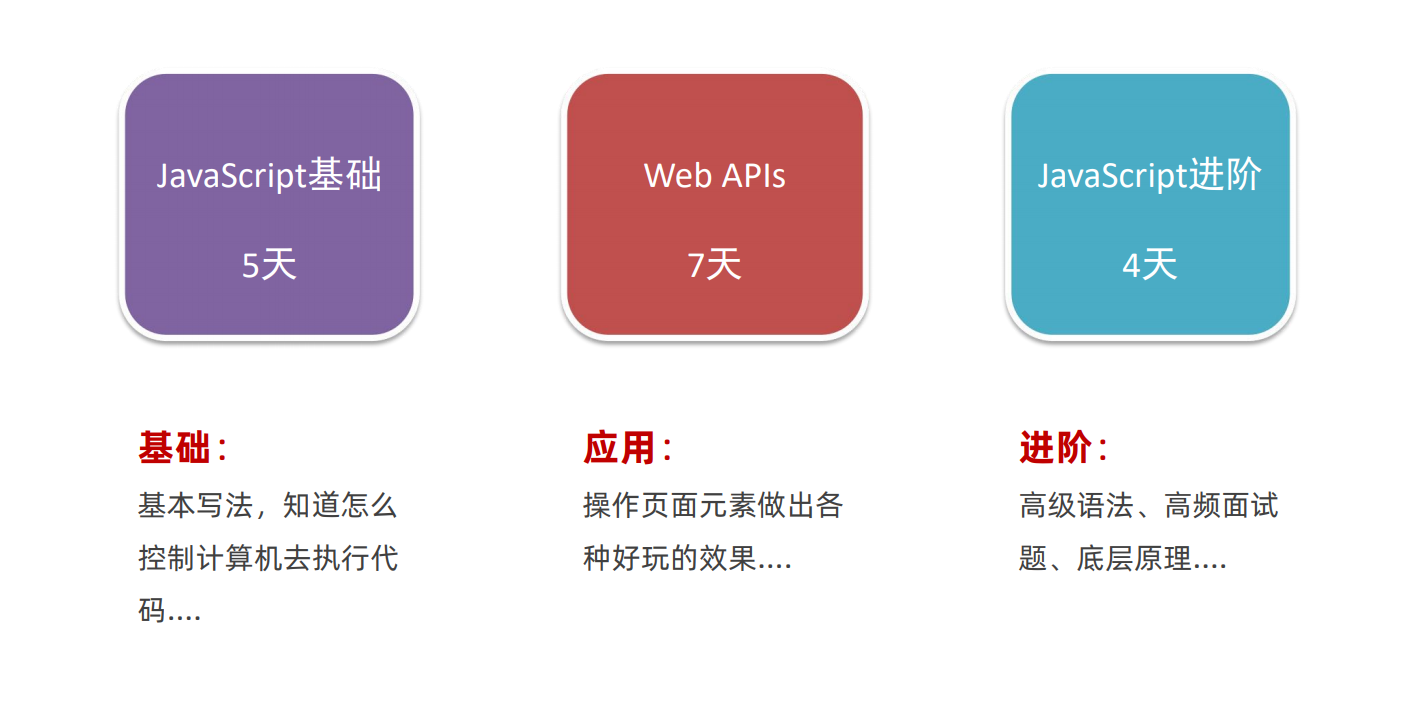 JavaScript基础
5天
Web APIs
7天
JavaScript进阶
4天
基础：
基本写法，知道怎么
控制计算机去执行代
码....
应用：
操作页面元素做出各
种好玩的效果....
进阶：
高级语法、高频面试
题、底层原理....